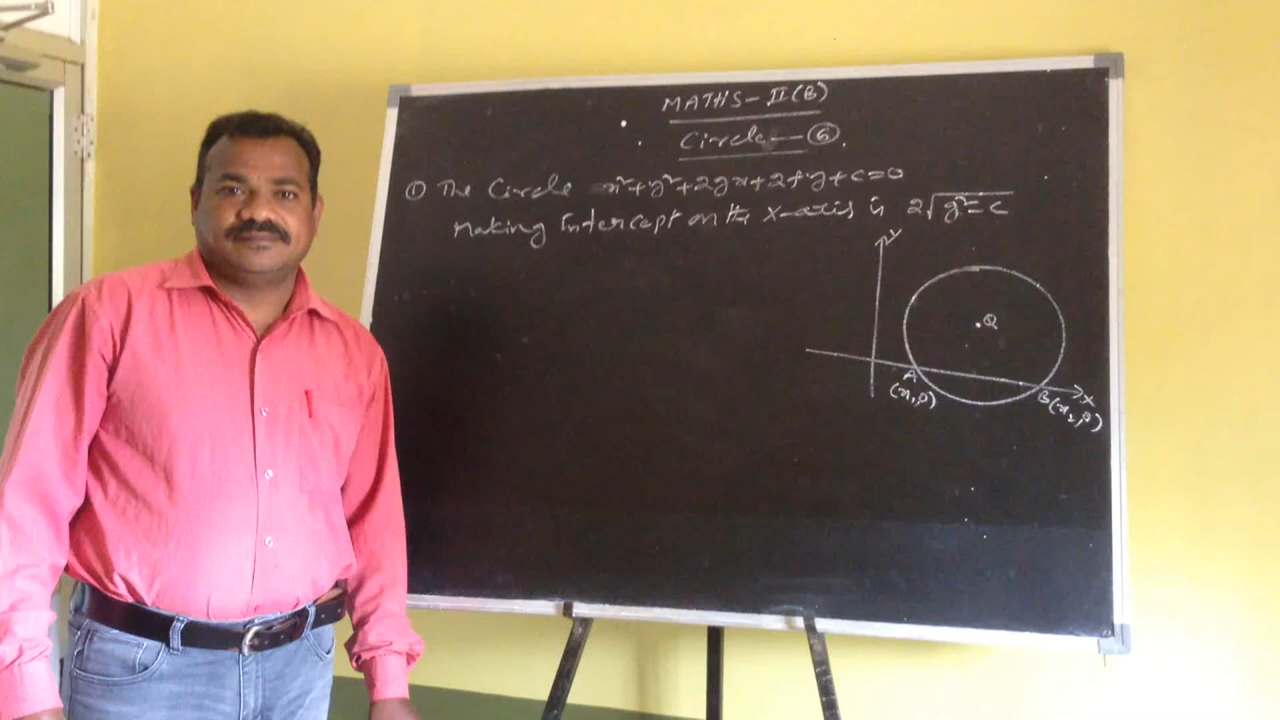 MATHS-II(B)
Circle-⑥.
① The Circle x²+y²+2gx+2fy+c=0
Making Intercept on the X-axis is 2√g²-c
Y
Q
A
(x₁,0)
B(x₂,0)
X